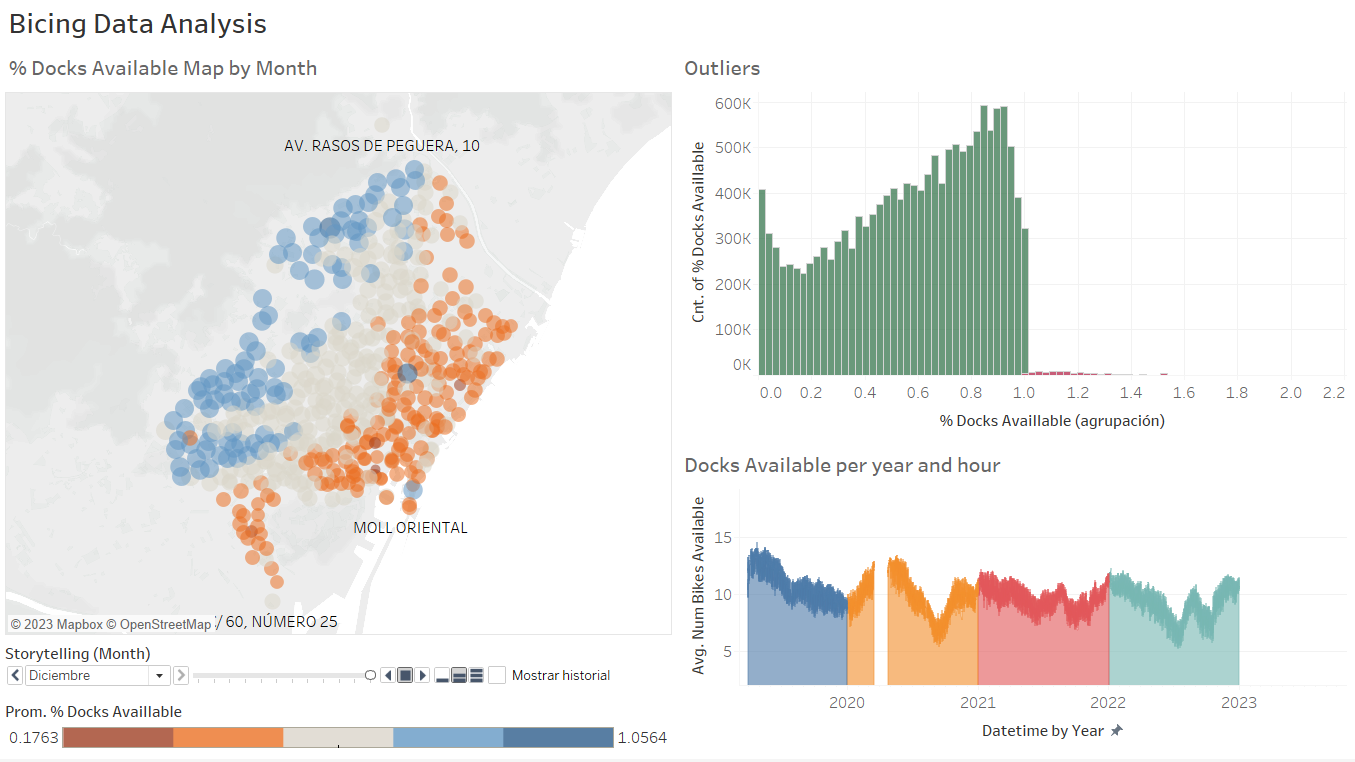 Bicing Data Analysis
% Docks Available Map by Month
AV. RASOS DE PEGUERA, 10
MOLL ORIENTAL
/ 60, NÚMERO 25
© 2023 Mapbox © OpenStreetMap
Storytelling (Month)
Diciembre
Mostrar historial
Prom. % Docks Availlable
0.1763
1.0564
Outliers
Cnt. of % Docks Availlable
600K
500K
400K
300K
200K
100K
0K
0.0 0.2 0.4 0.6 0.8 1.0 1.2 1.4 1.6 1.8 2.0 2.2
% Docks Availlable (agrupación)
Docks Available per year and hour
Avg. Num Bikes Available
15
10
5
2020 2021 2022 2023
Datetime by Year